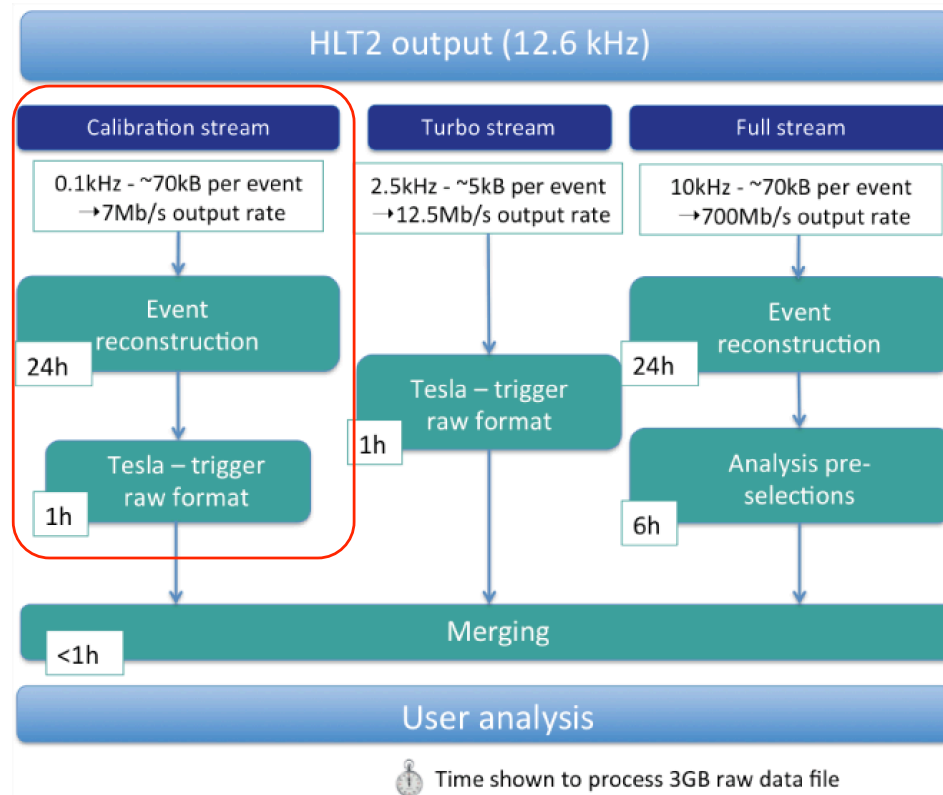 HLT2 output (12.6 kHz)
Calibration stream
0.1kHz - ~70kB per event
→7Mb/s output rate
Event
reconstruction
24h
Tesla – trigger
raw format
1h
Turbo stream
2.5kHz - ~5kB per event
→12.5Mb/s output rate
Tesla – trigger
raw format
1h
Full stream
10kHz - ~70kB per event
→700Mb/s output rate
Event
reconstruction
24h
Analysis pre-
selections
6h
Merging
<1h
User analysis
Time shown to process 3GB raw data file